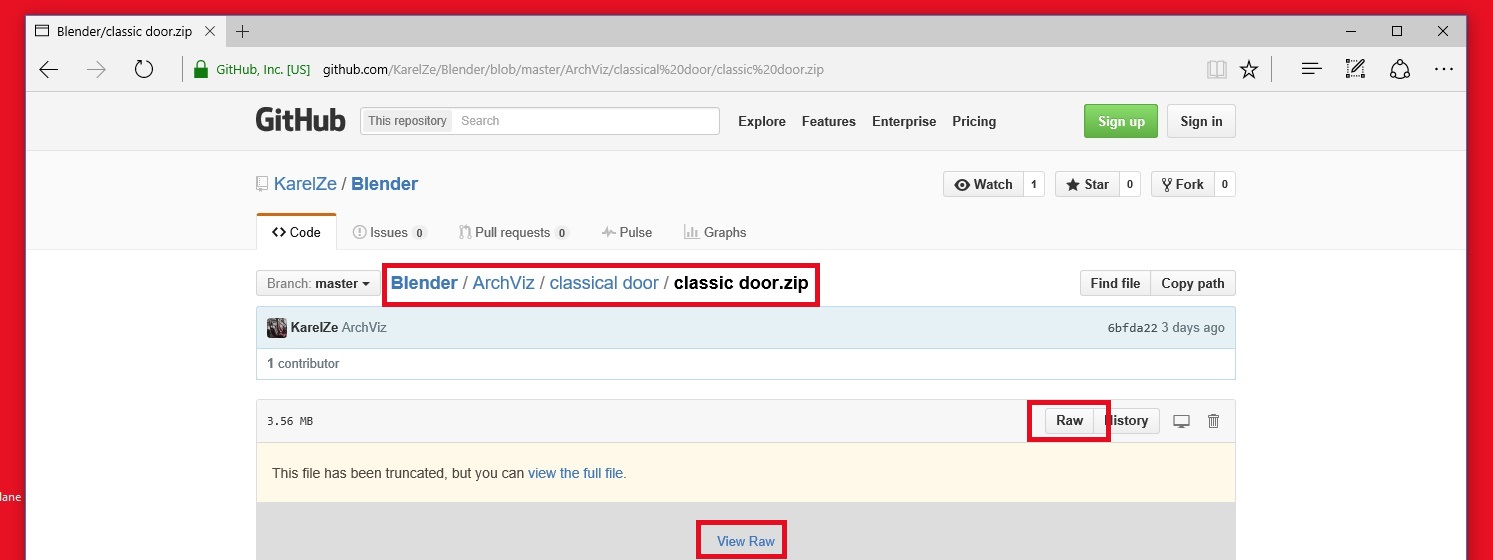 Blender/classic door.zip
GitHub, Inc. [US] github.com/KarelZe/Blender/blob/master/ArchViz/classical%20door/classic%20door.zip
GitHub This repository Search Explore Features Enterprise Pricing Sign up Sign in
KarelZe / Blender Watch 1 Star 0 Fork 0
Code Issues 0 Pull requests 0 Pulse Graphs
Branch: master Blender / ArchViz / classical door / classic door.zip Find file Copy path
KarelZe ArchViz 6bfda22 3 days ago
1 contributor
3.56 MB Raw History
This file has been truncated, but you can view the full file.
lane
View Raw